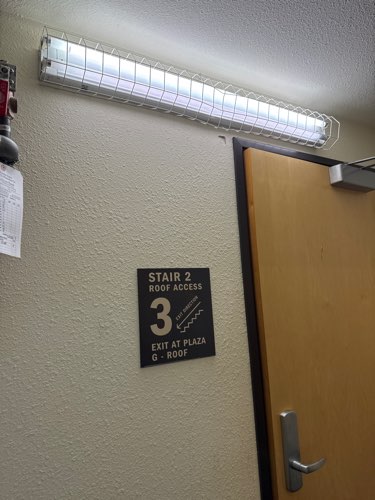 STAIR 2
ROOF ACCESS
3
EXIT DIRECTION
EXIT AT PLAZA
G - ROOF